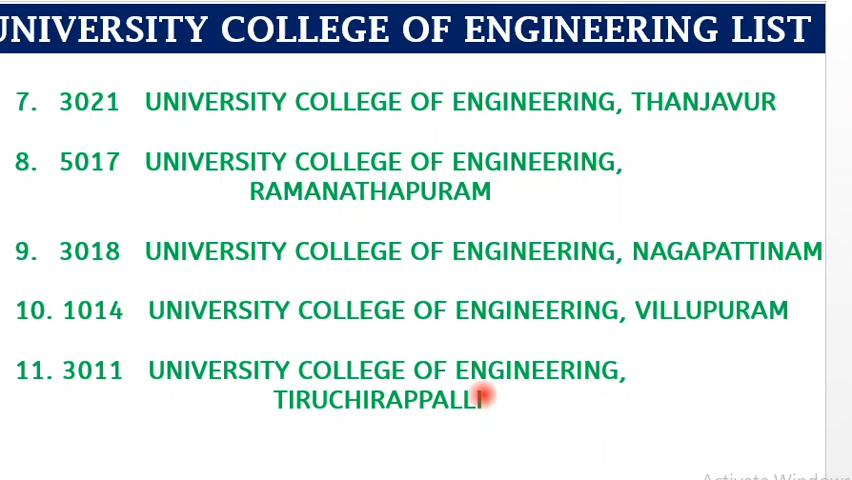 UNIVERSITY COLLEGE OF ENGINEERING LIST
7. 3021 UNIVERSITY COLLEGE OF ENGINEERING, THANJAVUR
8. 5017 UNIVERSITY COLLEGE OF ENGINEERING,
RAMANATHAPURAM
9. 3018 UNIVERSITY COLLEGE OF ENGINEERING, NAGAPATTINAM
10. 1014 UNIVERSITY COLLEGE OF ENGINEERING, VILLUPURAM
11. 3011 UNIVERSITY COLLEGE OF ENGINEERING,
TIRUCHIRAPPALLI
Activate Windows